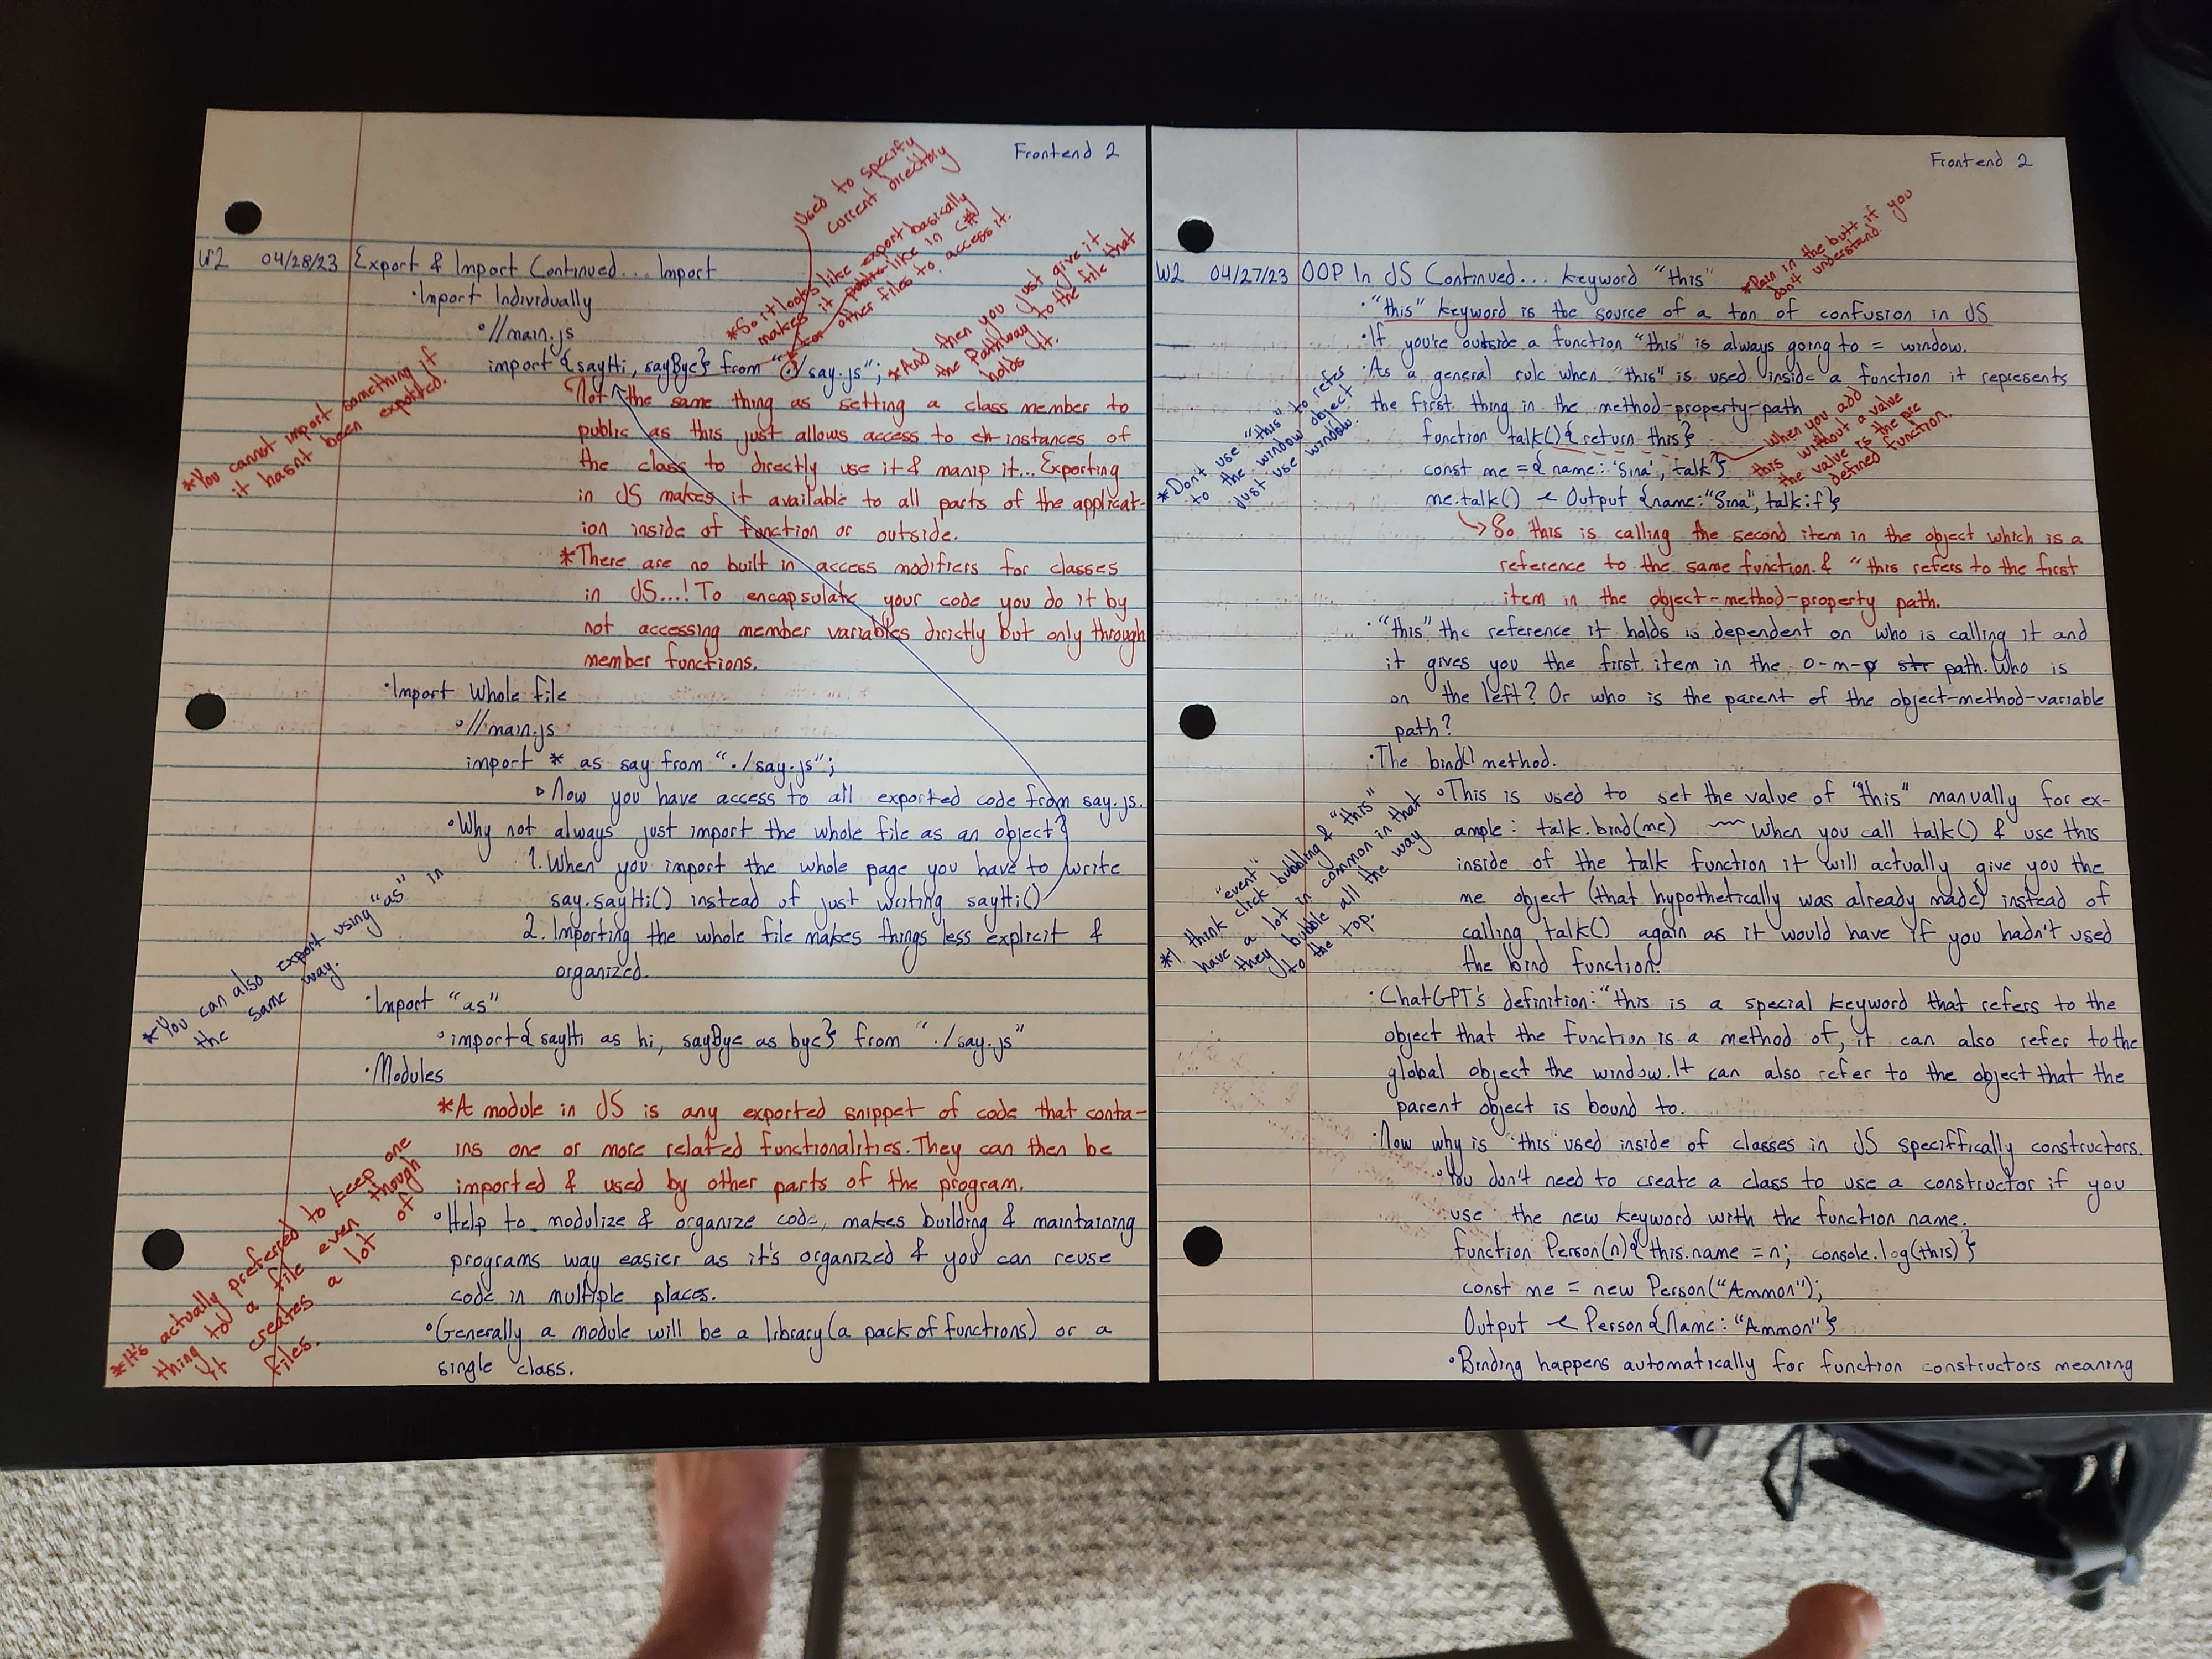 Frontend 2
W2 04/28/23 Export & Import Continued... Import
• Import Individually
• //main.js
import {sayHi, sayBye} from "./say.js";
Used to specify
current directory
*So it looks like export basically
makes it public like in C#
for other files to access it.
*And then you just give it
the pathway to the file that
holds it.
*You cannot import something if
it hasn't been exported.
Not the same thing as setting a class member to
public as this just allows access to instances of
the class to directly use it & manip it... Exporting
in JS makes it available to all parts of the applicat-
ion inside of function or outside.
*There are no built in access modifiers for classes
in JS...! To encapsulate your code you do it by
not accessing member variables dirictly but only through
member functions.
• Import Whole file
• //main.js
import * as say from "./say.js";
• Now you have access to all exported code from say.js.
• Why not always just import the whole file as an object?
1. When you import the whole page you have to write
say.sayHi() instead of just writing sayHi()
2. Importing the whole file makes things less explicit &
organized.
*You can also export using "as" in
the same way.
• Import "as"
• import {sayHi as hi, sayBye as bye} from "./say.js"
• Modules
*A module in JS is any exported snippet of code that conta-
ins one or more related functionalities. They can then be
imported & used by other parts of the program.
• Help to modulize & organize code, makes building & maintaining
programs way easier as it's organized & you can reuse
code in multiple places.
• Generally a module will be a library (a pack of functions) or a
single class.
*It's actually preferred to keep one
thing to a file even though
it creates a lot of
files.
Frontend 2
W2 04/27/23 OOP In JS Continued... keyword "this"
*Pain in the butt if you
don't understand.
• "this" keyword is the source of a ton of confusion in JS
• If you're outside a function "this" is always going to = window.
• As a general rule when "this" is used inside a function it represents
the first thing in the method-property-path
function talk(){return this}
const me = {name: 'Sina', talk}
me.talk() Output {name: "Sina", talk: f}
when you add
this without a value
the value is the pre
defined function.
*Don't use "this" to refer
to the window object
just use window.
→ So this is calling the second item in the object which is a
reference to the same function & "this refers to the first
item in the object-method-property path.
• "this" the reference it holds is dependent on who is calling it and
it gives you the first item in the o-m-p str path. Who is
on the left? Or who is the parent of the object-method-variable
path?
• The bind() method.
• This is used to set the value of "this" manually for ex-
ample: talk.bind(me) when you call talk() & use this
inside of the talk function it will actually give you the
me object (that hypothetically was already made) instead of
calling talk() again as it would have if you hadn't used
the bind function.
*I think "event"
click bubbling & "this"
have a lot in common in that
they bubble all the way
to the top.
• ChatGPT's definition: "this is a special keyword that refers to the
object that the function is a method of, it can also refer to the
global object the window. It can also refer to the object that the
parent object is bound to.
• Now why is this used inside of classes in JS specifically constructors.
• You don't need to create a class to use a constructor if you
use the new keyword with the function name.
function Person(n){this.name = n; console.log(this)}
const me = new Person("Ammon");
Output Person {Name: "Ammon"}
• Binding happens automatically for function constructors meaning